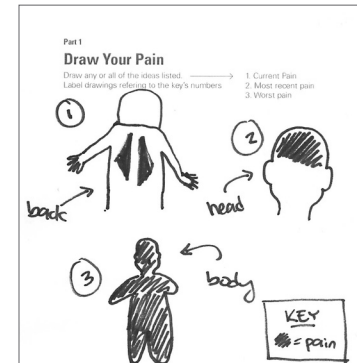 Part 1
Draw Your Pain
Draw any or all of the ideas listed.
Label drawings refering to the key's numbers
1. Current Pain
2. Most recent pain
3. Worst pain
1
2
back
head
3
body
KEY
= pain